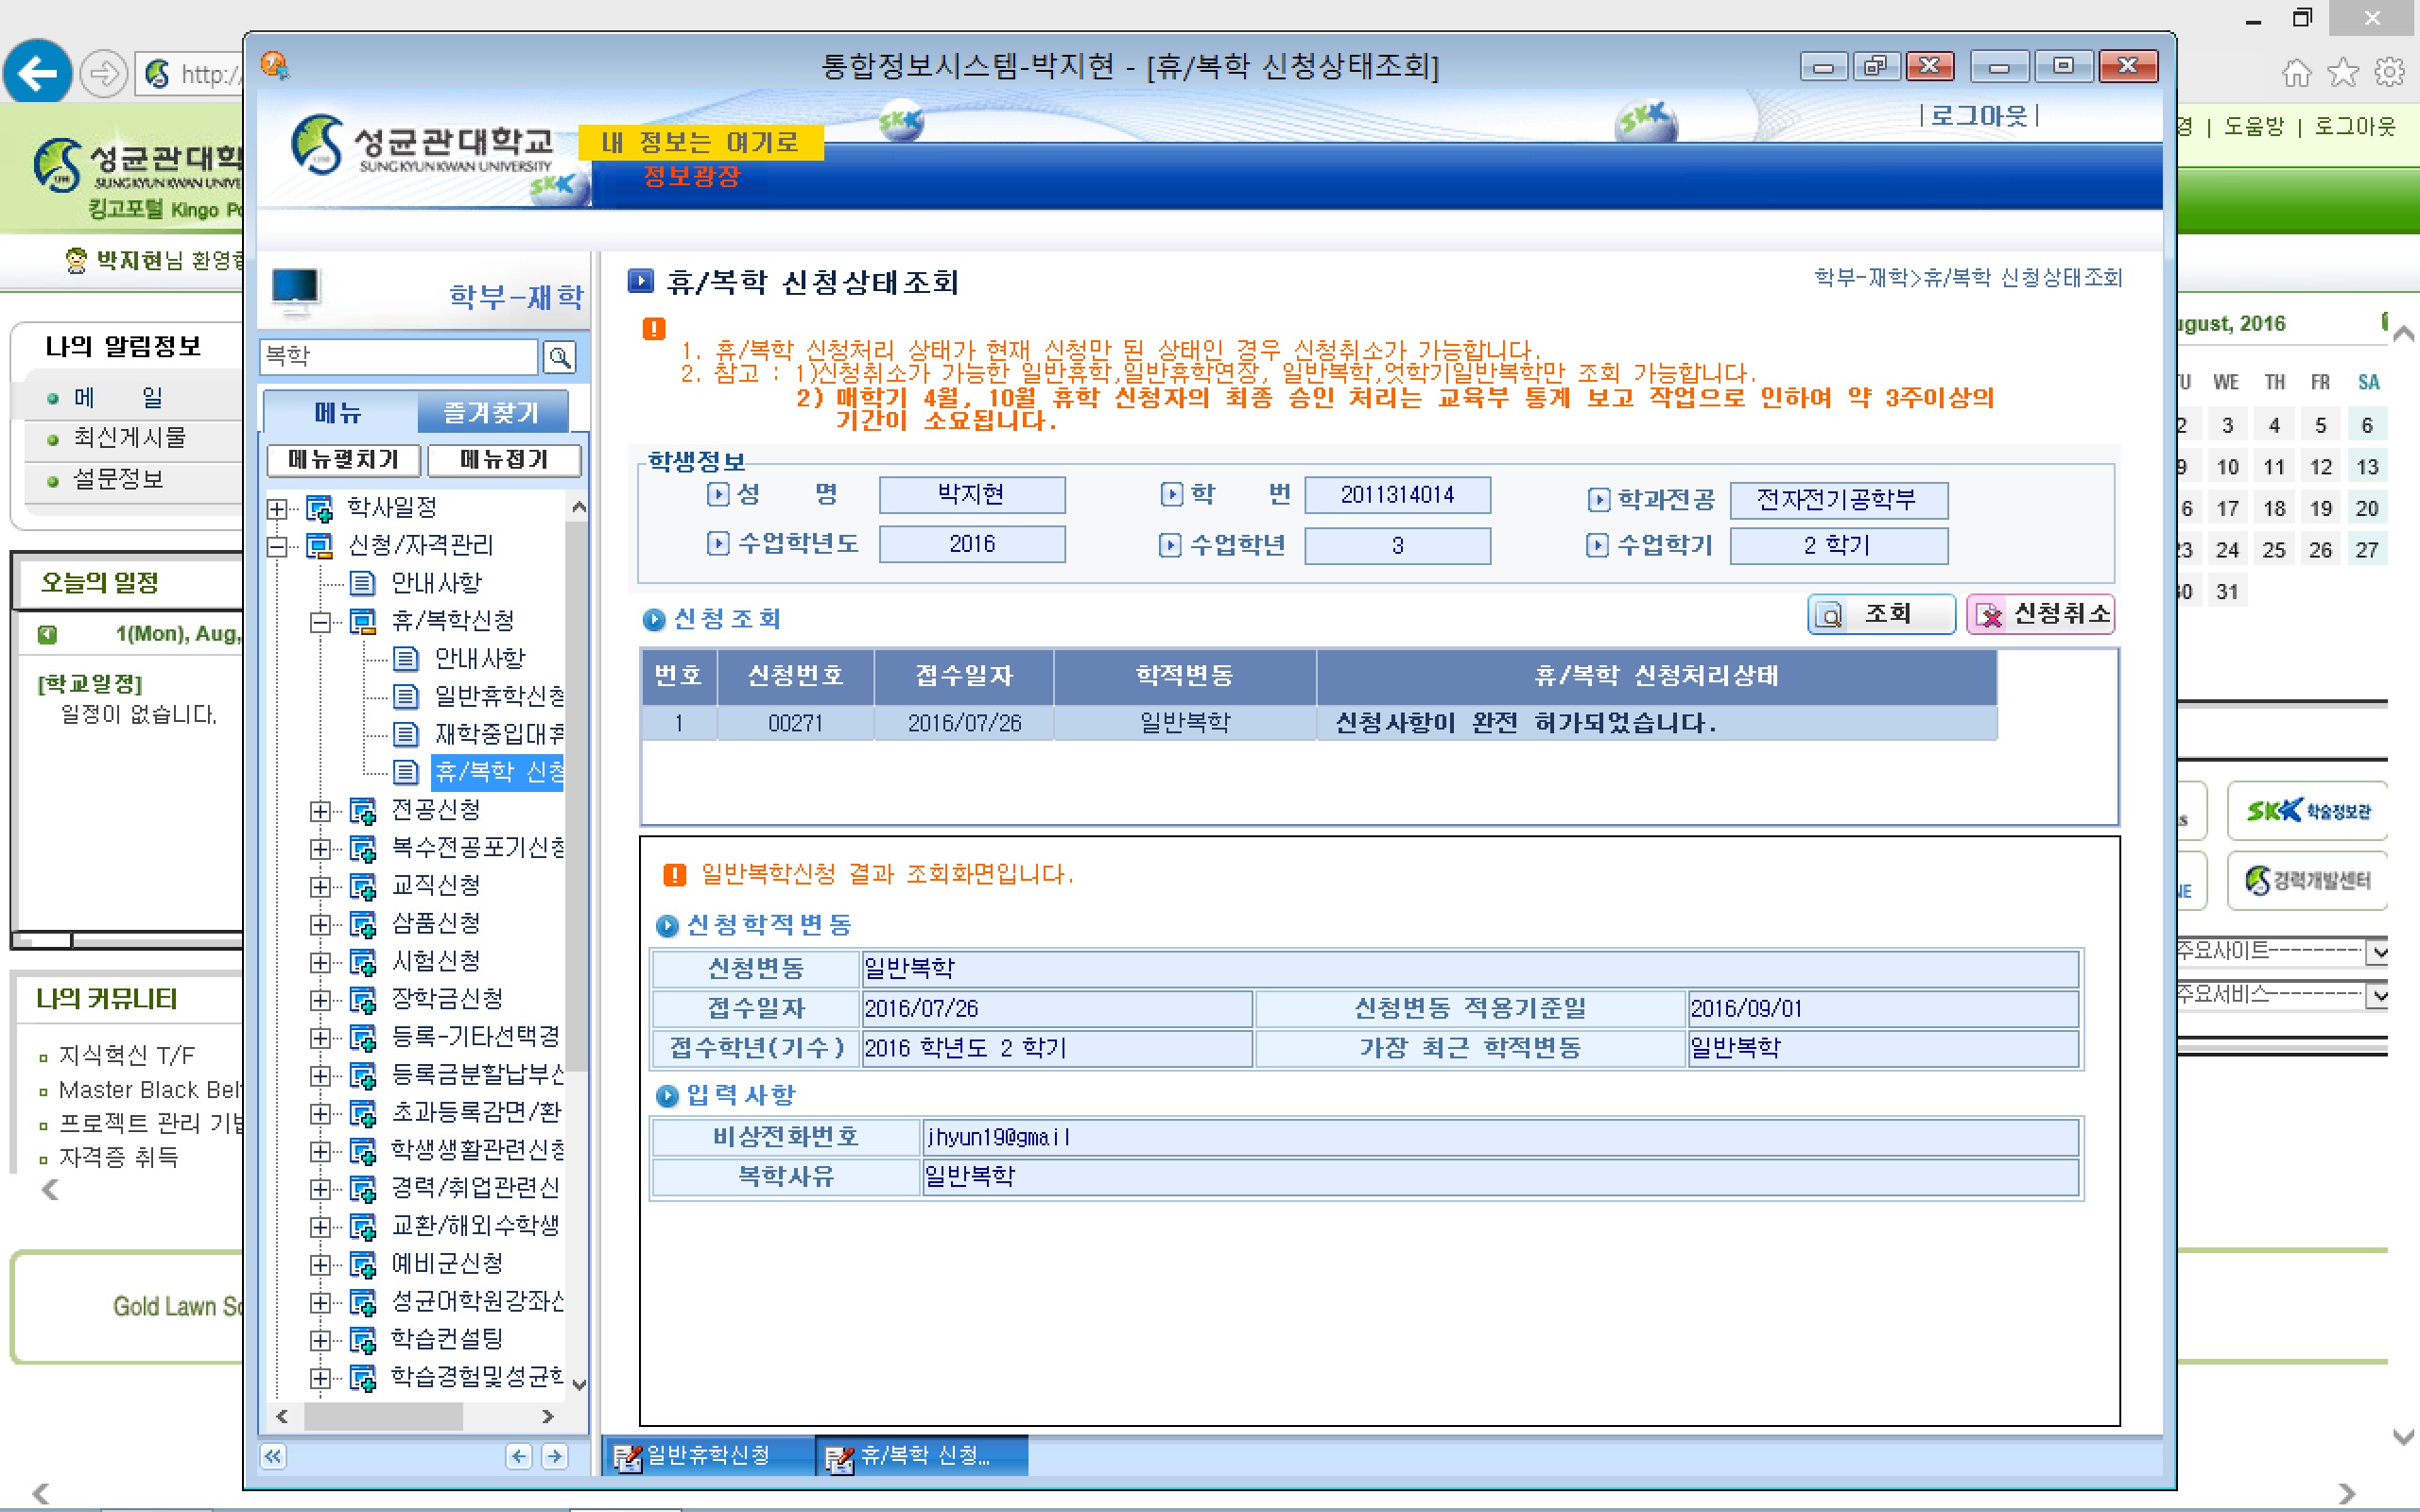 통합정보시스템-박지현 - [휴/복학 신청상태조회]
http:/
성균관대학교
SUNG KYUN KWAN UNIVERSITY
내 정보는 여기로
정보광장
SKK
SKK
SKK
|로그아웃|
도움방 | 로그아웃
성균관대학
킹고포털 Kingo
박지현님
나의 알림정보
메 일
최신게시물
설문정보
오늘의 일정
1(Mon), Aug,
[학교일정]
일정이 없습니다.
나의 커뮤니티
지식혁신 T/F
Master Black
프로젝트 관리
자격증 취득
Gold Lawn
학부-재학
복학
메뉴
즐겨찾기
메뉴펼치기
메뉴접기
학사일정
신청/자격관리
안내사항
휴/복학신청
안내사항
일반휴학신청
재학중입대휴
휴/복학 신청
전공신청
복수전공포기신청
교직신청
삼품신청
시험신청
장학금신청
등록-기타선택경
등록금분할납부신
초과등록감면/환
학생생활관련신청
경력/취업관련신
교환/해외수학생
예비군신청
성균어학원강좌신
학습컨설팅
학습경험및성균학
휴/복학 신청상태조회
학부-재학>휴/복학 신청상태조회
1. 휴/복학 신청처리 상태가 현재 신청만 된 상태인 경우 신청취소가 가능합니다.
2. 참고 : 1)신청취소가 가능한 일반휴학,일반휴학연장, 일반복학,엇학기일반복학만 조회 가능합니다.
2) 매학기 4월, 10월 휴학 신청자의 최종 승인 처리는 교육부 통계 보고 작업으로 인하여 약 3주이상의
기간이 소요됩니다.
학생정보
성 명 박지현 학 번 2011314014 학과전공 전자전기공학부
수업학년도 2016 수업학년 3 수업학기 2 학기
신청조회
조회
신청취소
번호 신청번호 접수일자 학적변동 휴/복학 신청처리상태
1 00271 2016/07/26 일반복학 신청사항이 완전 허가되었습니다.
일반복학신청 결과 조회화면입니다.
신청학적변동
신청변동 일반복학
접수일자 2016/07/26 신청변동 적용기준일 2016/09/01
접수학년(기수) 2016 학년도 2 학기 가장 최근 학적변동 일반복학
입력사항
비상전화번호 jhyun19@gmail
복학사유 일반복학
일반휴학신청
휴/복학 신청...
2016
WE TH FR SA
3 4 5 6
10 11 12 13
17 18 19 20
24 25 26 27
31
SKK 학술정보관
경력개발센터
주요사이트---------
주요서비스---------